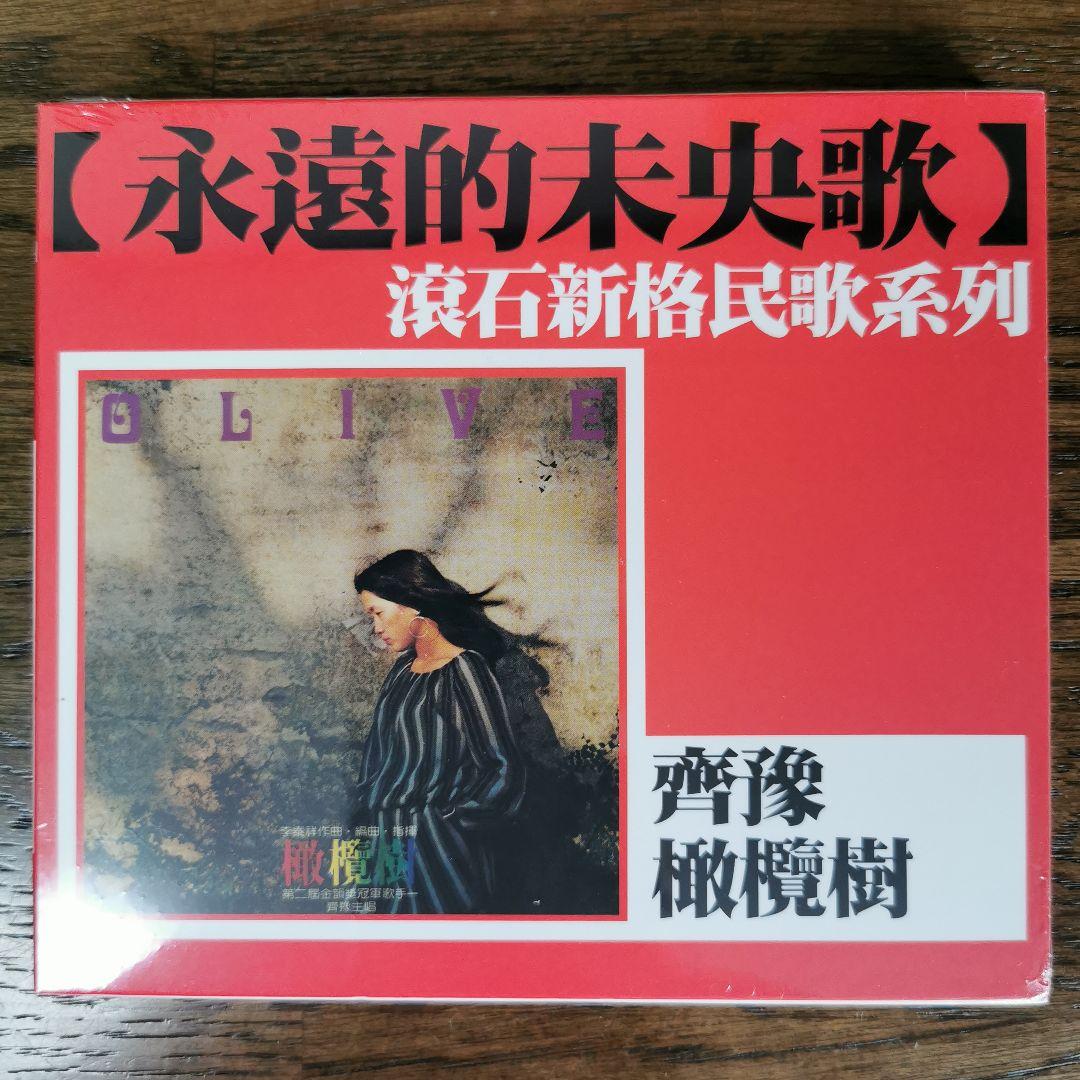 【永遠的未央歌】
滾石新格民歌系列
OLIVE
李泰祥作曲・編曲・指揮
橄欖樹
第二屆金韻獎冠軍歌手—
齊豫主唱
齊豫
橄欖樹